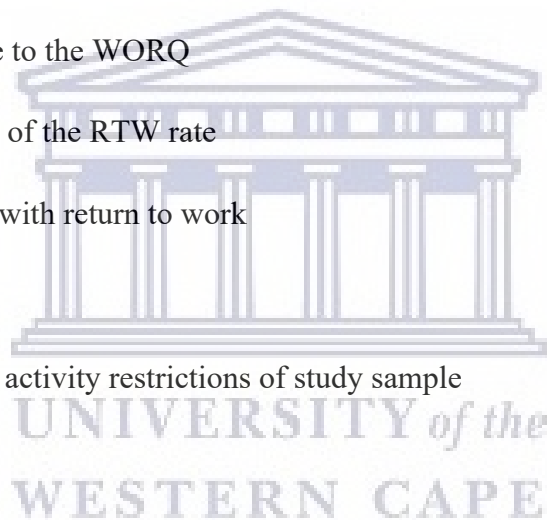 e to the WORQ
of the RTW rate
with return to work
activity restrictions of study sample
UNIVERSITY of the
WESTERN CAPE